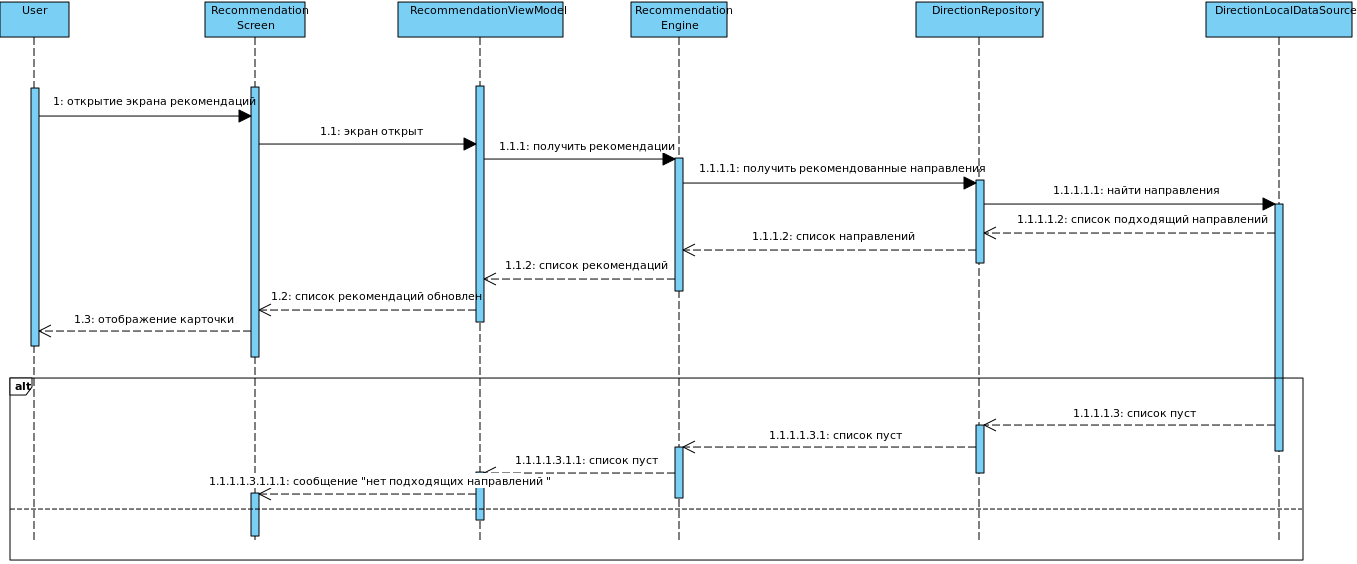 User
Recommendation
Screen
RecommendationViewModel
Recommendation
Engine
DirectionRepository
DirectionLocalDataSource
1: открытие экрана рекомендаций
1.1: экран открыт
1.1.1: получить рекомендации
1.1.1.1: получить рекомендованные направления
1.1.1.1.1: найти направления
1.1.1.1.2: список подходящий направлений
1.1.1.2: список направлений
1.1.2: список рекомендаций
1.2: список рекомендаций обновлен
1.3: отображение карточки
alt
1.1.1.1.3: список пуст
1.1.1.1.3.1: список пуст
1.1.1.1.3.1.1: список пуст
1.1.1.1.3.1.1.1: сообщение "нет подходящих направлений "